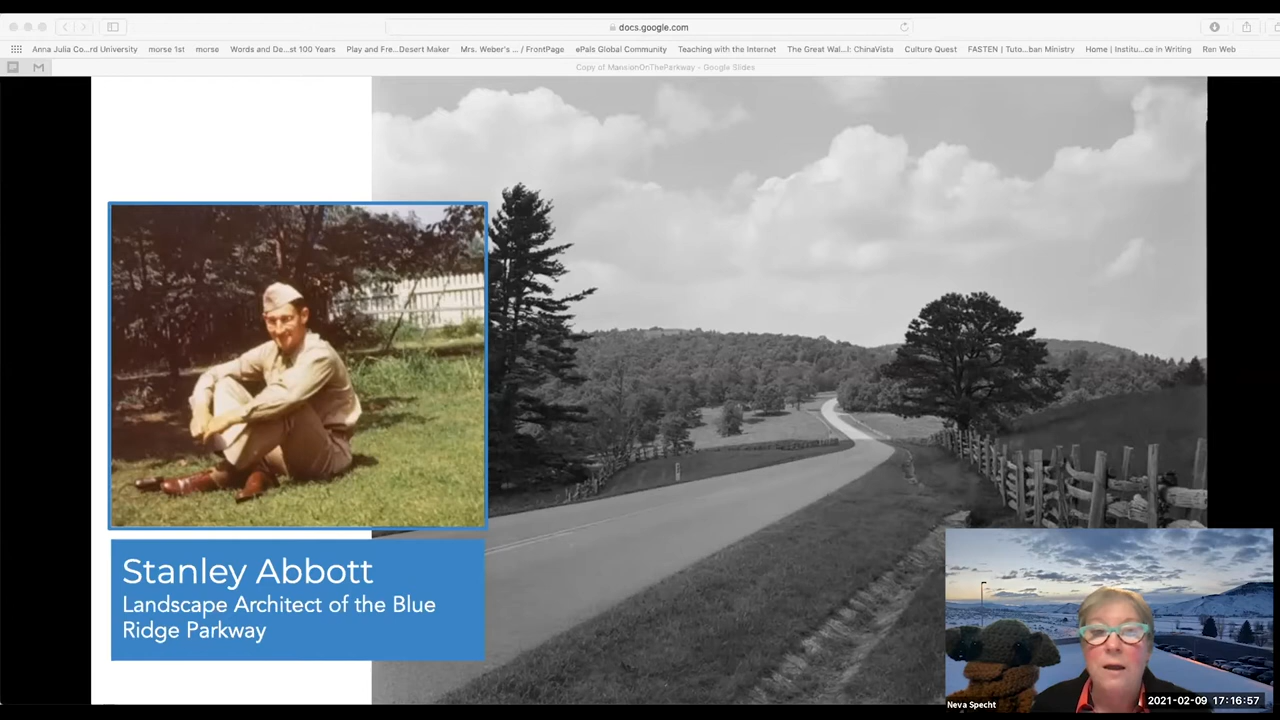 docs.google.com
Anna Julia Co...rd University morse 1st morse Words and De...st 100 Years Play and Fre...Desert Maker Mrs. Weber's ... / FrontPage ePals Global Community Teaching with the Internet The Great Wal...l: ChinaVista Culture Quest FASTEN | Tuto...ban Ministry Home | Institu...ce in Writing Ren Web
Copy of MansionOnTheParkway - Google Slides
Stanley Abbott
Landscape Architect of the Blue
Ridge Parkway
2021-02-09 17:16:57
Neva Specht